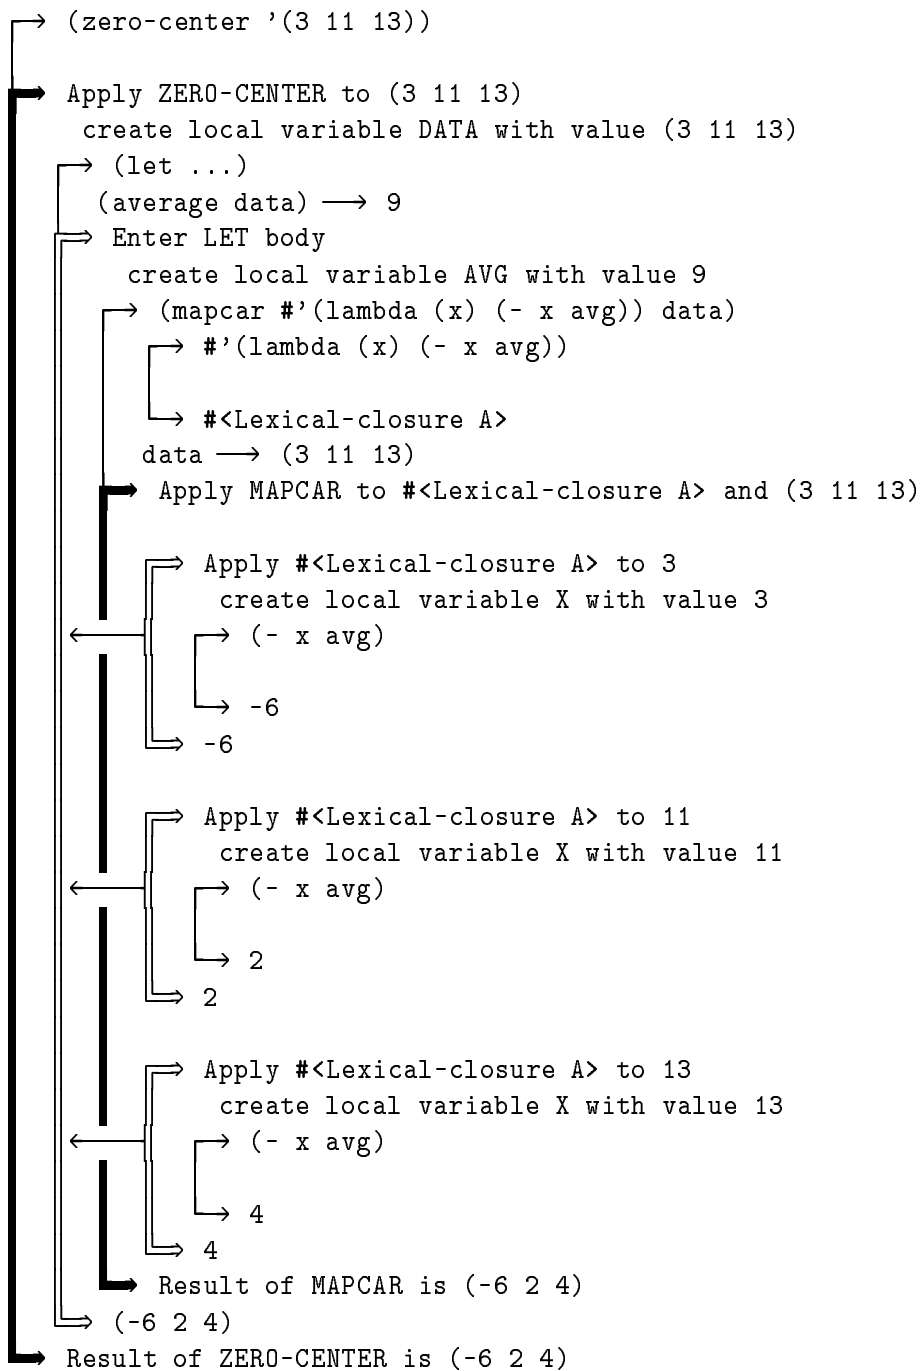 (zero-center '(3 11 13))
Apply ZERO-CENTER to (3 11 13)
create local variable DATA with value (3 11 13)
(let ...)
(average data) → 9
Enter LET body
create local variable AVG with value 9
(mapcar #'(lambda (x) (- x avg)) data)
#'(lambda (x) (- x avg))
#<Lexical-closure A>
data → (3 11 13)
Apply MAPCAR to #<Lexical-closure A> and (3 11 13)
Apply #<Lexical-closure A> to 3
create local variable X with value 3
(- x avg)
-6
-6
Apply #<Lexical-closure A> to 11
create local variable X with value 11
(- x avg)
2
2
Apply #<Lexical-closure A> to 13
create local variable X with value 13
(- x avg)
4
4
Result of MAPCAR is (-6 2 4)
(-6 2 4)
Result of ZERO-CENTER is (-6 2 4)